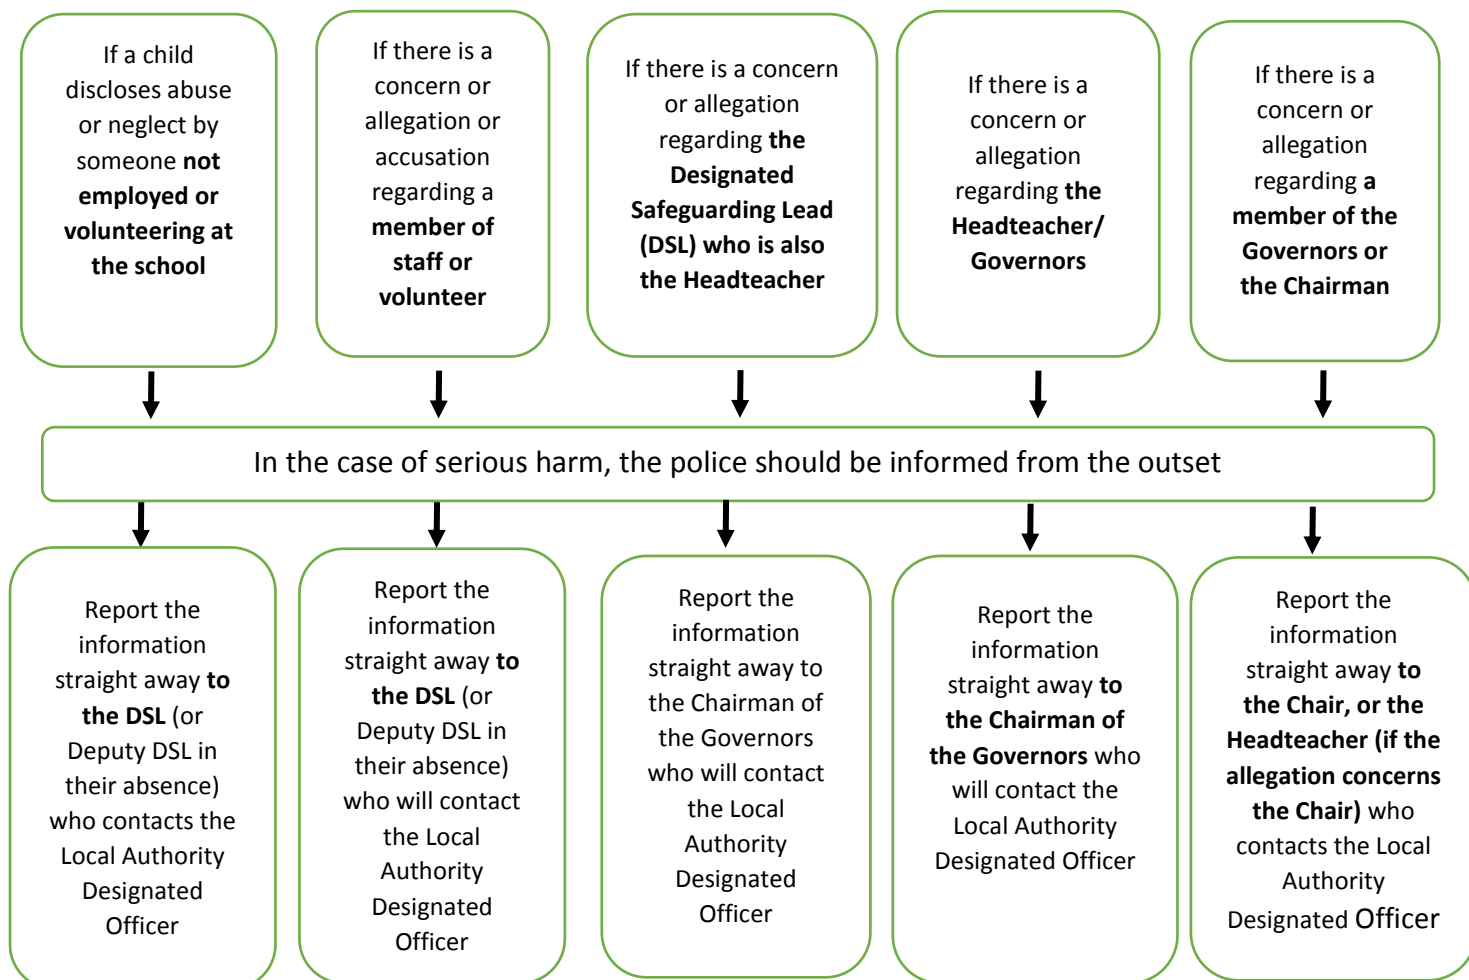 If a child
discloses abuse
or neglect by
someone not
employed or
volunteering at
the school
If there is a
concern or
allegation or
accusation
regarding a
member of
staff or
volunteer
If there is a concern
or allegation
regarding the
Designated
Safeguarding Lead
(DSL) who is also
the Headteacher
If there is a
concern or
allegation
regarding the
Headteacher/
Governors
If there is a
concern or
allegation
regarding a
member of the
Governors or
the Chairman
In the case of serious harm, the police should be informed from the outset
Report the
information
straight away to
the DSL (or
Deputy DSL in
their absence)
who contacts the
Local Authority
Designated
Officer
Report the
information
straight away to
the DSL (or
Deputy DSL in
their absence)
who will contact
the Local
Authority
Designated
Officer
Report the
information
straight away to
the Chairman of
the Governors
who will contact
the Local
Authority
Designated
Officer
Report the
information
straight away to
the Chairman of
the Governors who
will contact the
Local Authority
Designated Officer
Report the
information
straight away to
the Chair, or the
Headteacher (if the
allegation concerns
the Chair) who
contacts the Local
Authority
Designated Officer